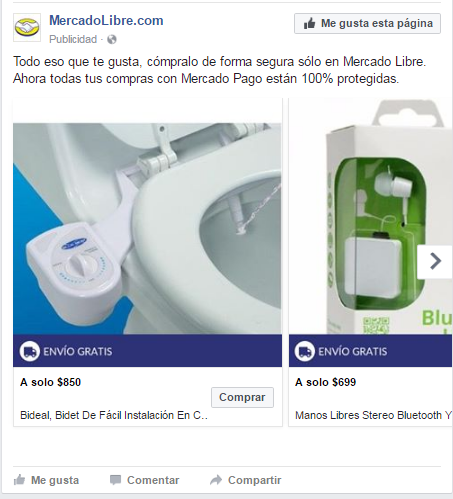 MercadoLibre.com
Me gusta esta página
Publicidad ·
Todo eso que te gusta, cómpralo de forma segura sólo en Mercado Libre.
Ahora todas tus compras con Mercado Pago están 100% protegidas.
Blu
ENVÍO GRATIS
ENVÍO GRATIS
A solo $850
Comprar
Bideal, Bidet De Fácil Instalación En C..
A solo $699
Manos Libres Stereo Bluetooth Y
Me gusta
Comentar
Compartir